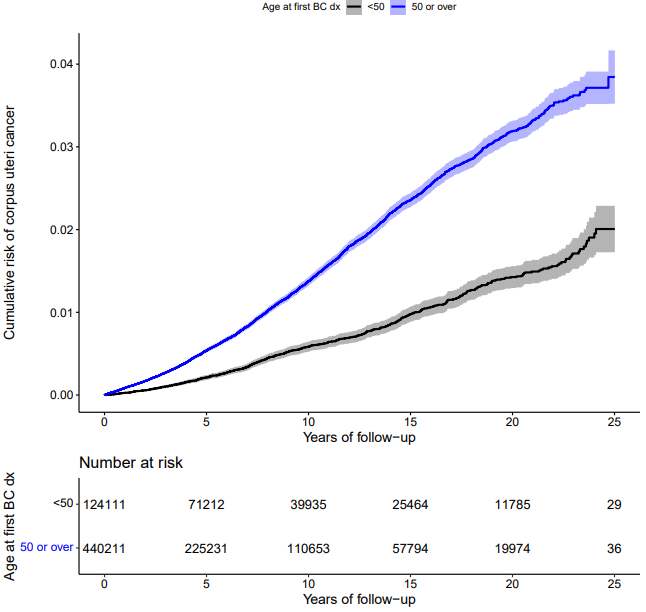 Age at first BC dx <50 50 or over
Cumulative risk of corpus uteri cancer
0.04
0.03
0.02
0.01
0.00
0 5 10 15 20 25
Years of follow−up
Number at risk
Age at first BC dx
<50 124111 71212 39935 25464 11785 29
50 or over 440211 225231 110653 57794 19974 36
0 5 10 15 20 25
Years of follow−up